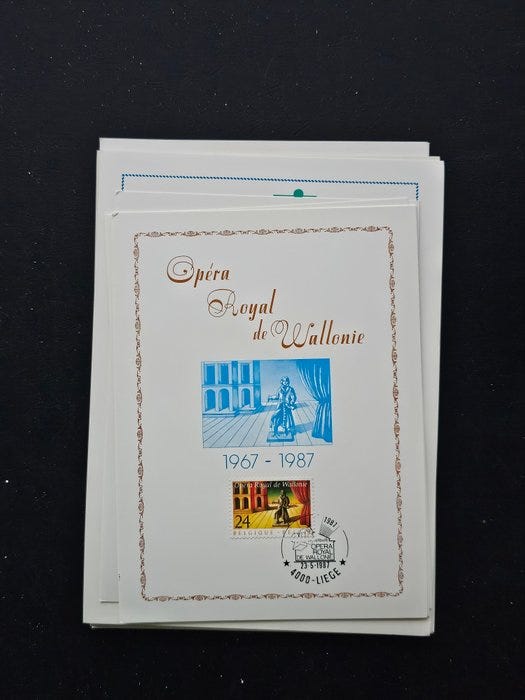 Opéra
Royal
de Wallonie
1967 - 1987
Opéra Royal de Wallonie
24
BELGIQUE
1987
OPERA
ROYAL
DE WALLONIE
23-5-1987
★ 4000-LIEGE ★